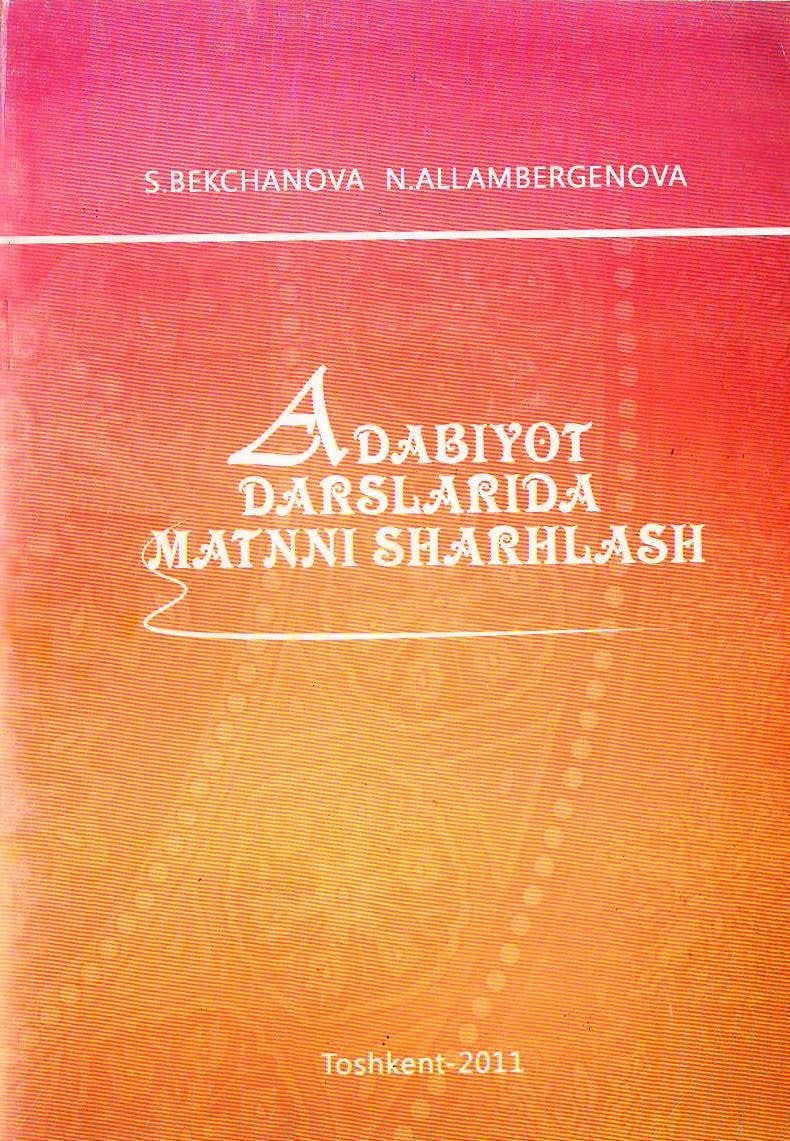 S.BEKCHANOVA N.ALLAMBERGENOVA
ADABIYOT
DARSLARIDA
MATNNI SHARHLASH
Toshkent-2011